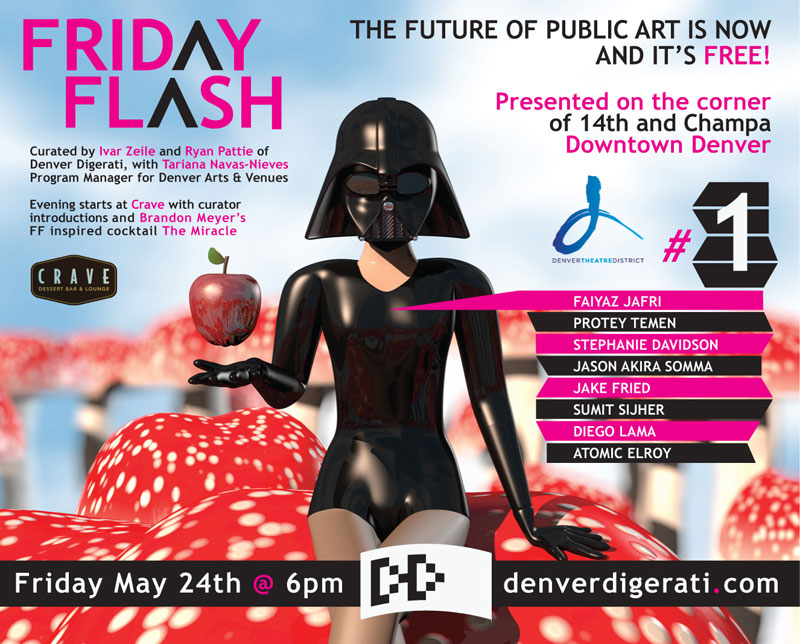 FRIDAY
FLASH
THE FUTURE OF PUBLIC ART IS NOW
AND IT'S FREE!
Presented on the corner
of 14th and Champa
Downtown Denver
Curated by Ivar Zeile and Ryan Pattie of
Denver Digerati, with Tariana Navas-Nieves
Program Manager for Denver Arts & Venues
Evening starts at Crave with curator
introductions and Brandon Meyer's
FF inspired cocktail The Miracle
CRAVE
DESSERT BAR & LOUNGE
DENVERTHEATREDISTRICT
#1
FAIYAZ JAFRI
PROTEY TEMEN
STEPHANIE DAVIDSON
JASON AKIRA SOMMA
JAKE FRIED
SUMIT SIJHER
DIEGO LAMA
ATOMIC ELROY
Friday May 24th @ 6pm
denverdigerati.com